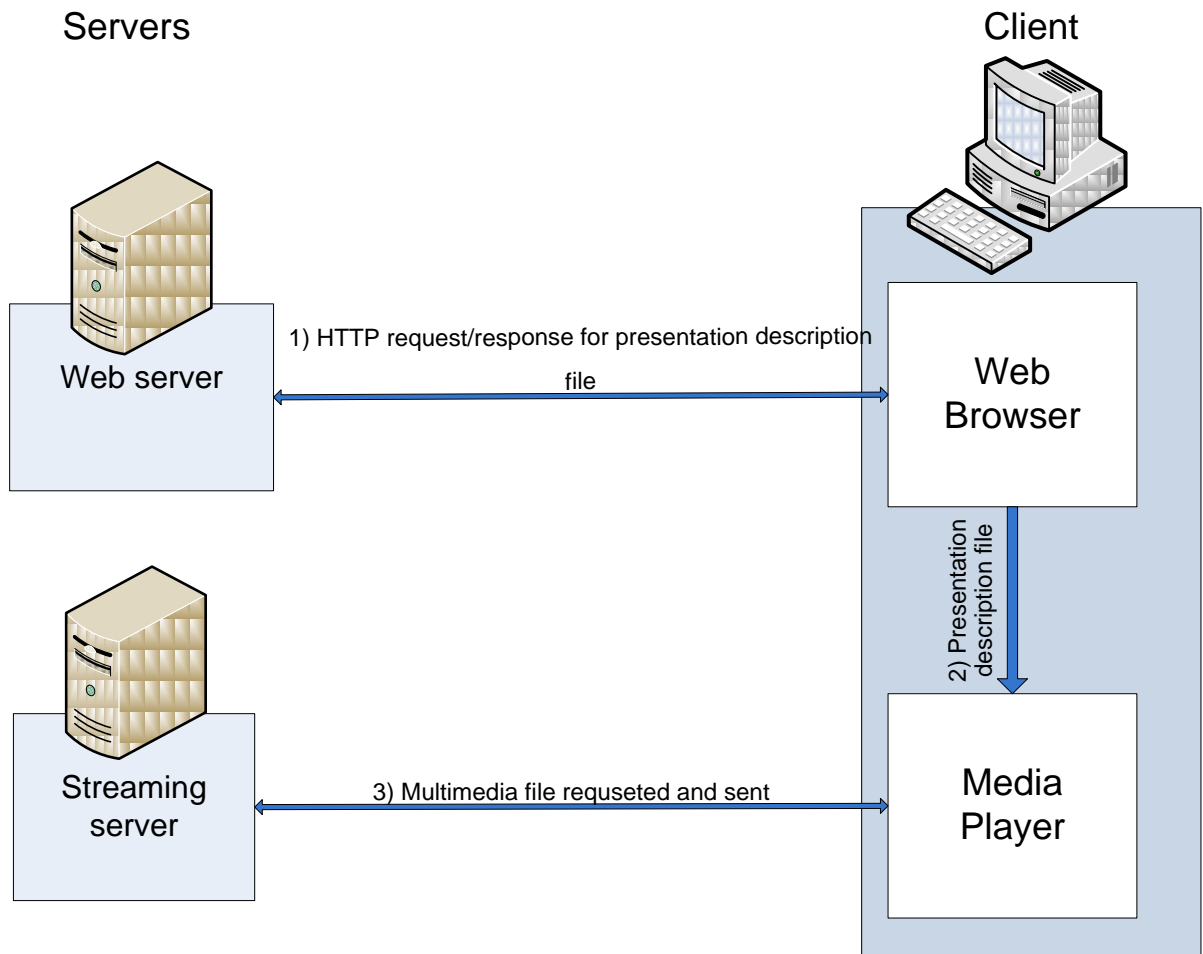 Servers
Client
1) HTTP request/response for presentation description
file
Web server
Web
Browser
2) Presentation
description file
Streaming
server
3) Multimedia file requseted and sent
Media
Player